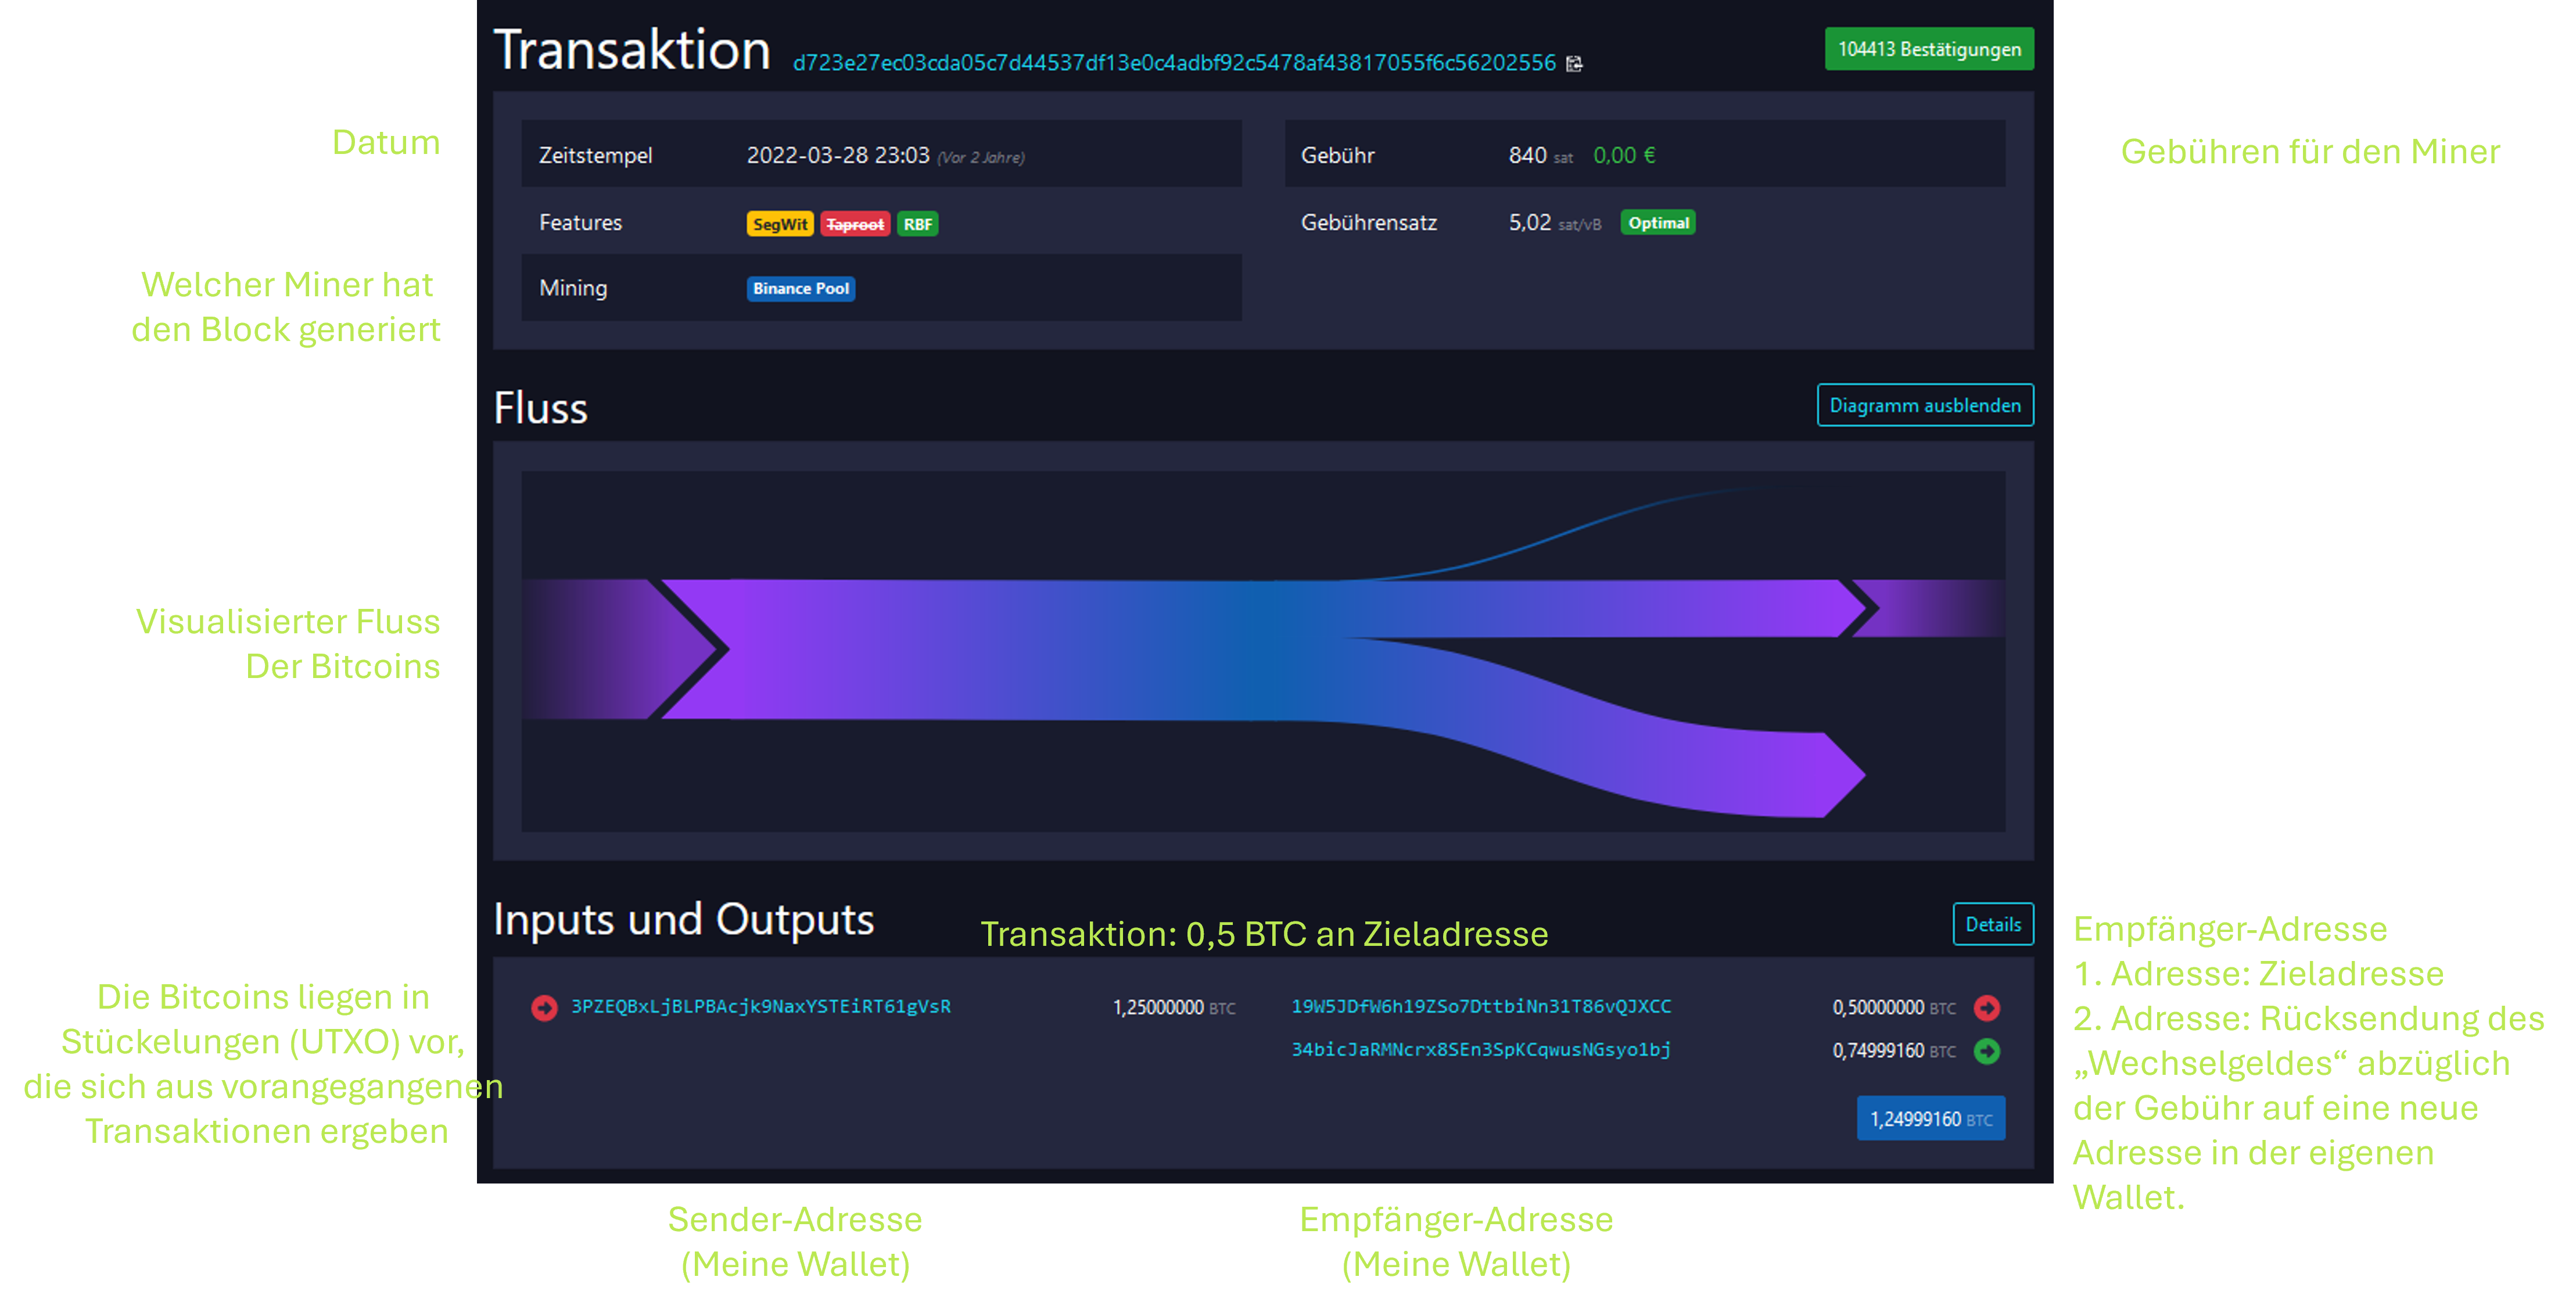 Transaktion d723e27ec03cda05c7d44537df13e0c4adbf92c5478af43817055f6c56202556 104413 Bestätigungen
Datum
Zeitstempel 2022-03-28 23:03 (Vor 2 Jahre)
Gebühr 840 sat 0,00 €
Gebühren für den Miner
Features SegWit Taproot RBF
Gebührensatz 5,02 sat/vB Optimal
Welcher Miner hat
den Block generiert
Mining Binance Pool
Fluss Diagramm ausblenden
Visualisierter Fluss
Der Bitcoins
Inputs und Outputs
Transaktion: 0,5 BTC an Zieladresse
Details
Die Bitcoins liegen in
Stückelungen (UTXO) vor,
die sich aus vorangegangenen
Transaktionen ergeben
3PZEQBxLjBLPBAcjk9NaxYSTEiRT61gVsR 1,25000000 BTC
19W5JDfW6h19ZSo7DttbiNn31T86vQJXCC 0,50000000 BTC
34bicJaRMNcrx8SEn3SpKCqwusNGsyo1bj 0,74999160 BTC
1,24999160 BTC
Empfänger-Adresse
1. Adresse: Zieladresse
2. Adresse: Rücksendung des
„Wechselgeldes“ abzüglich
der Gebühr auf eine neue
Adresse in der eigenen
Wallet.
Sender-Adresse
(Meine Wallet)
Empfänger-Adresse
(Meine Wallet)